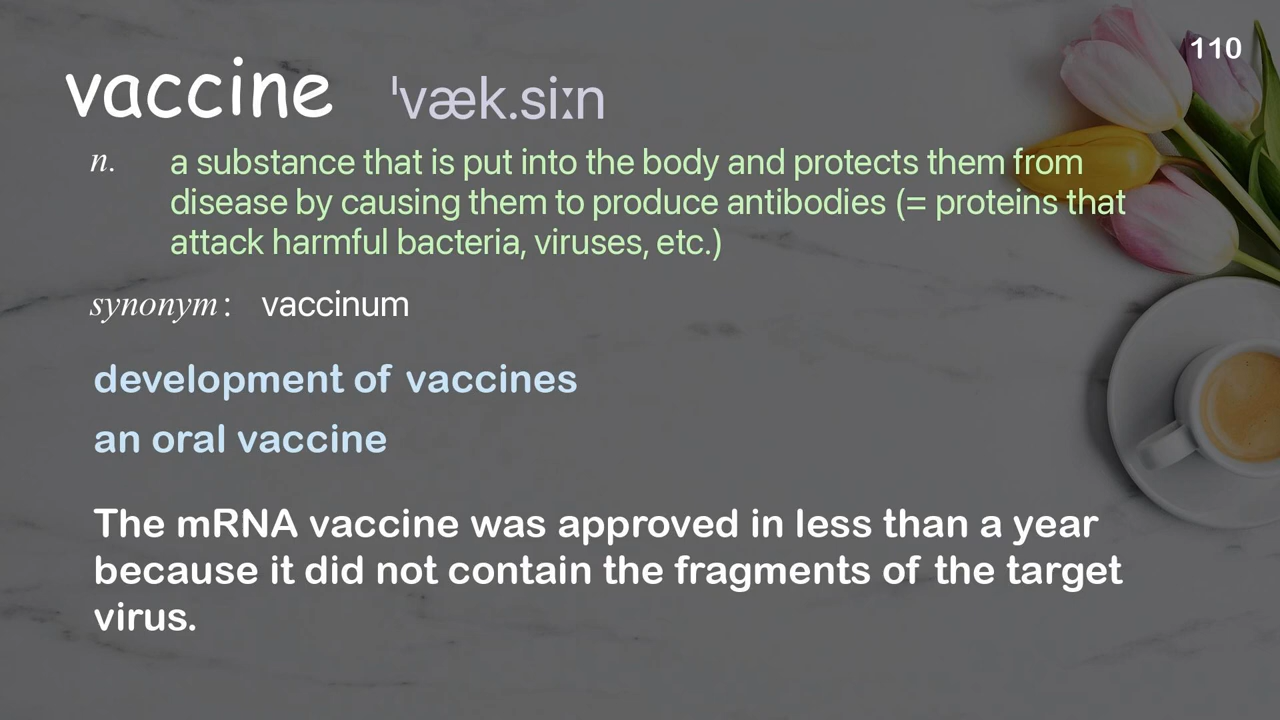 110
vaccine ˈvæk.siːn
n. a substance that is put into the body and protects them from
disease by causing them to produce antibodies (= proteins that
attack harmful bacteria, viruses, etc.)
synonym: vaccinum
development of vaccines
an oral vaccine
The mRNA vaccine was approved in less than a year
because it did not contain the fragments of the target
virus.